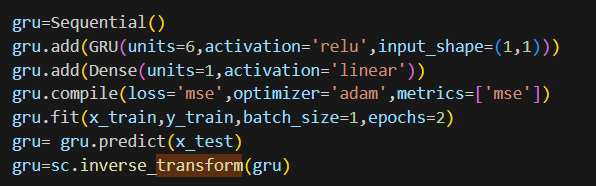 gru=Sequential()
gru.add(GRU(units=6,activation='relu',input_shape=(1,1)))
gru.add(Dense(units=1,activation='linear'))
gru.compile(loss='mse',optimizer='adam',metrics=['mse'])
gru.fit(x_train,y_train,batch_size=1,epochs=2)
gru= gru.predict(x_test)
gru=sc.inverse_transform(gru)